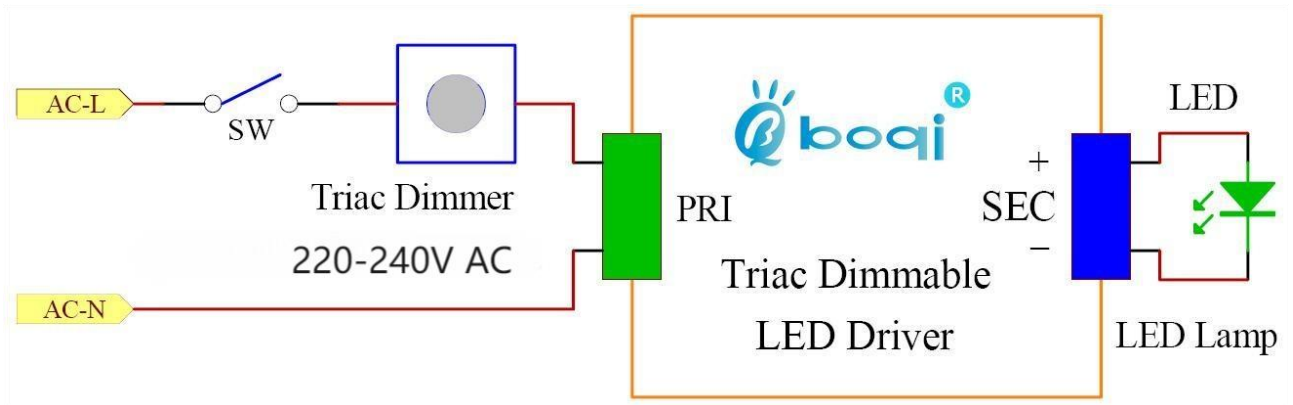 AC-L
SW
Triac Dimmer
220-240V AC
AC-N
PRI
boqi
®
+
SEC
−
Triac Dimmable
LED Driver
LED
LED Lamp